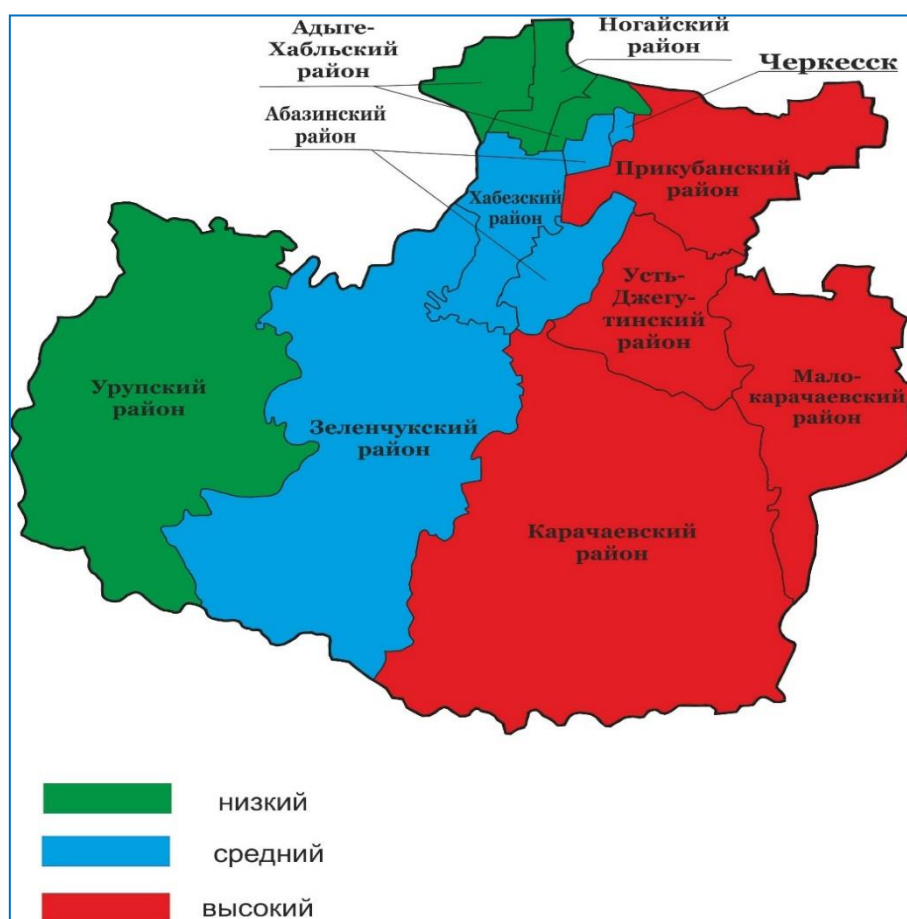 Адыге-
Хабльский
район
Ногайский
район
Черкесск
Абазинский
район
Прикубанский
район
Хабезский
район
Усть-
Джегу-
тинский
район
Урупский
район
Мало-
карачаевский
район
Зеленчукский
район
Карачаевский
район
низкий
средний
высокий